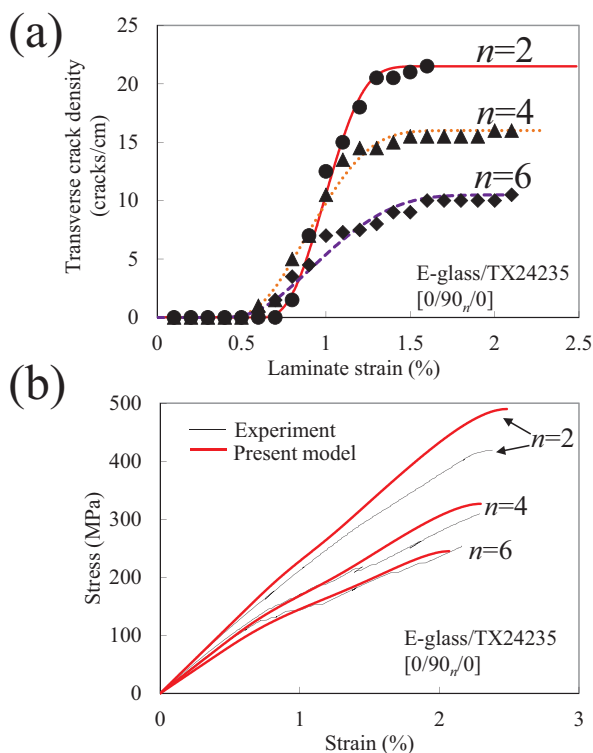 (a)
25
20
15
10
5
0
Transverse crack density
(cracks/cm)
n=2
n=4
n=6
E-glass/TX24235
[0/90n/0]
0 0.5 1 1.5 2 2.5
Laminate strain (%)
(b)
500
400
300
200
100
0
Stress (MPa)
Experiment
Present model
n=2
n=4
n=6
E-glass/TX24235
[0/90n/0]
0 1 2 3
Strain (%)